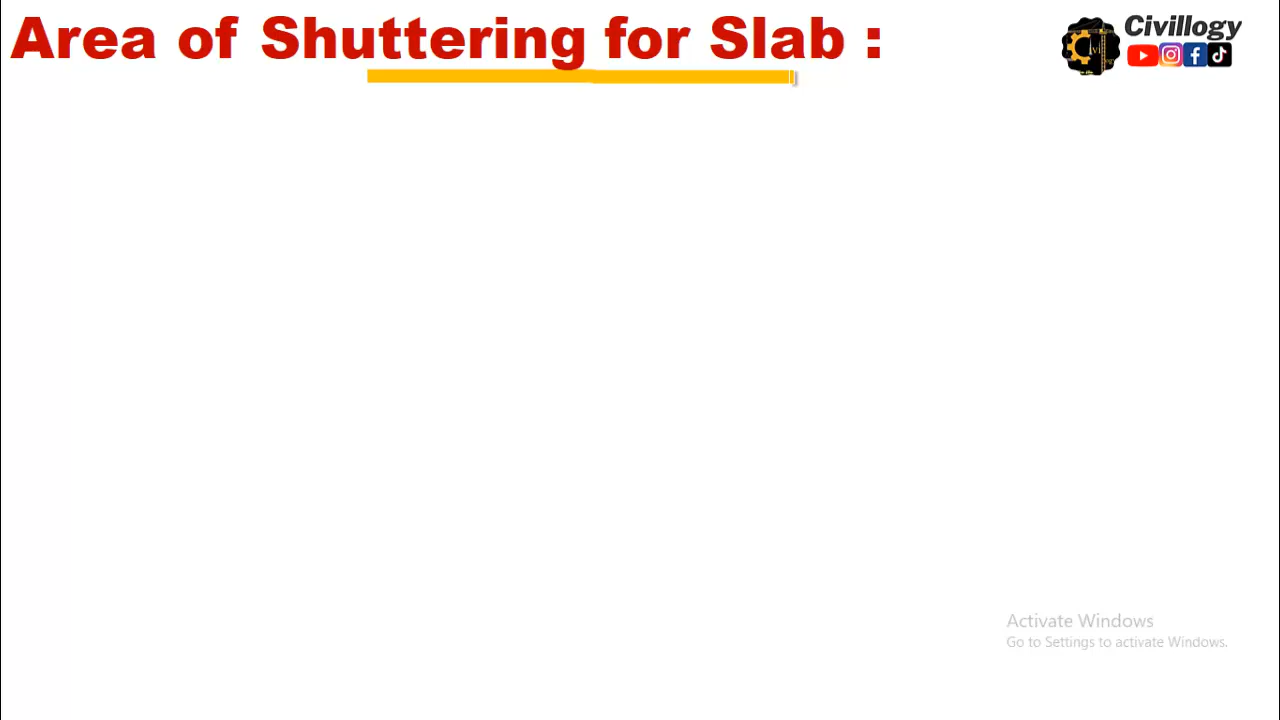 Area of Shuttering for Slab :
Civillogy
Activate Windows
Go to Settings to activate Windows.